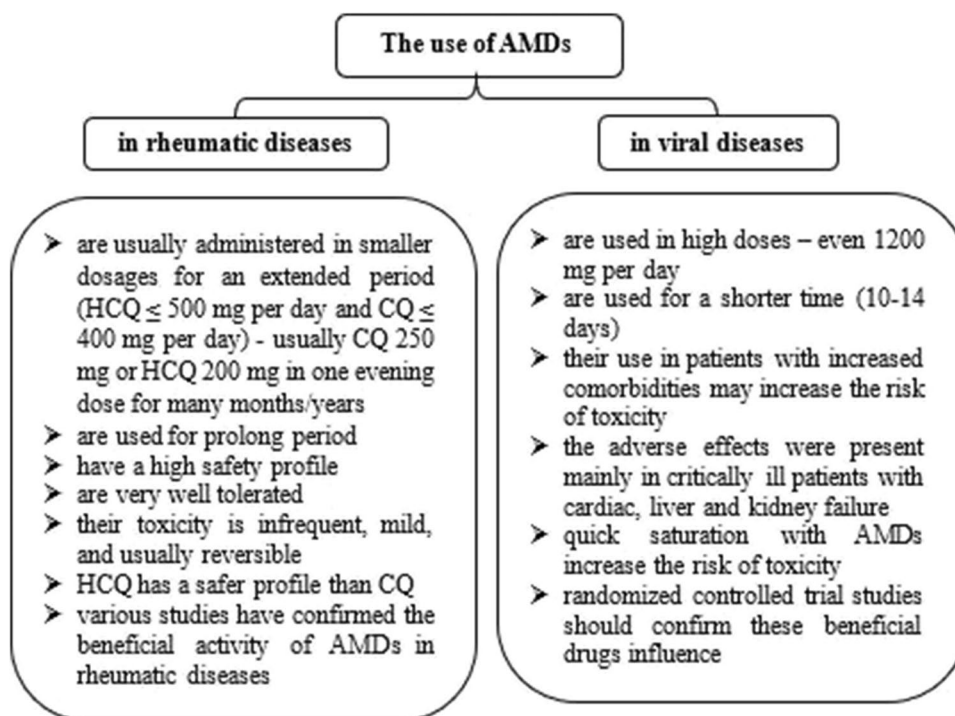 The use of AMDs
in rheumatic diseases
in viral diseases
➢ are usually administered in smaller
dosages for an extended period
(HCQ ≤ 500 mg per day and CQ ≤
400 mg per day) - usually CQ 250
mg or HCQ 200 mg in one evening
dose for many months/years
➢ are used for prolong period
➢ have a high safety profile
➢ are very well tolerated
➢ their toxicity is infrequent, mild,
and usually reversible
➢ HCQ has a safer profile than CQ
➢ various studies have confirmed the
beneficial activity of AMDs in
rheumatic diseases
➢ are used in high doses – even 1200
mg per day
➢ are used for a shorter time (10-14
days)
➢ their use in patients with increased
comorbidities may increase the risk
of toxicity
➢ the adverse effects were present
mainly in critically ill patients with
cardiac, liver and kidney failure
➢ quick saturation with AMDs
increase the risk of toxicity
➢ randomized controlled trial studies
should confirm these beneficial
drugs influence